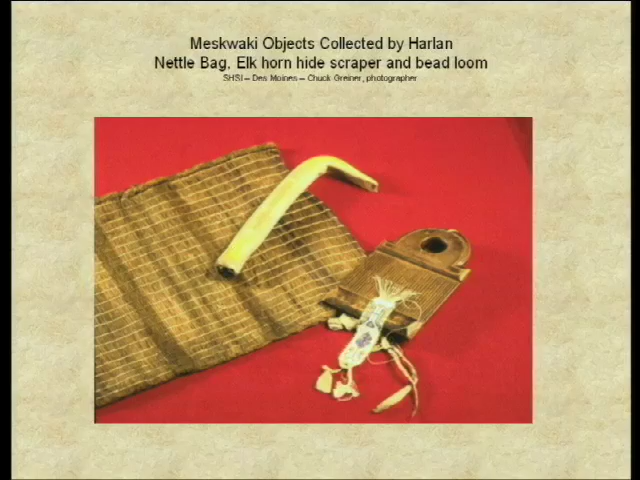 Meskwaki Objects Collected by Harlan
Nettle Bag, Elk horn hide scraper and bead loom
SHSI – Des Moines – Chuck Greiner, photographer